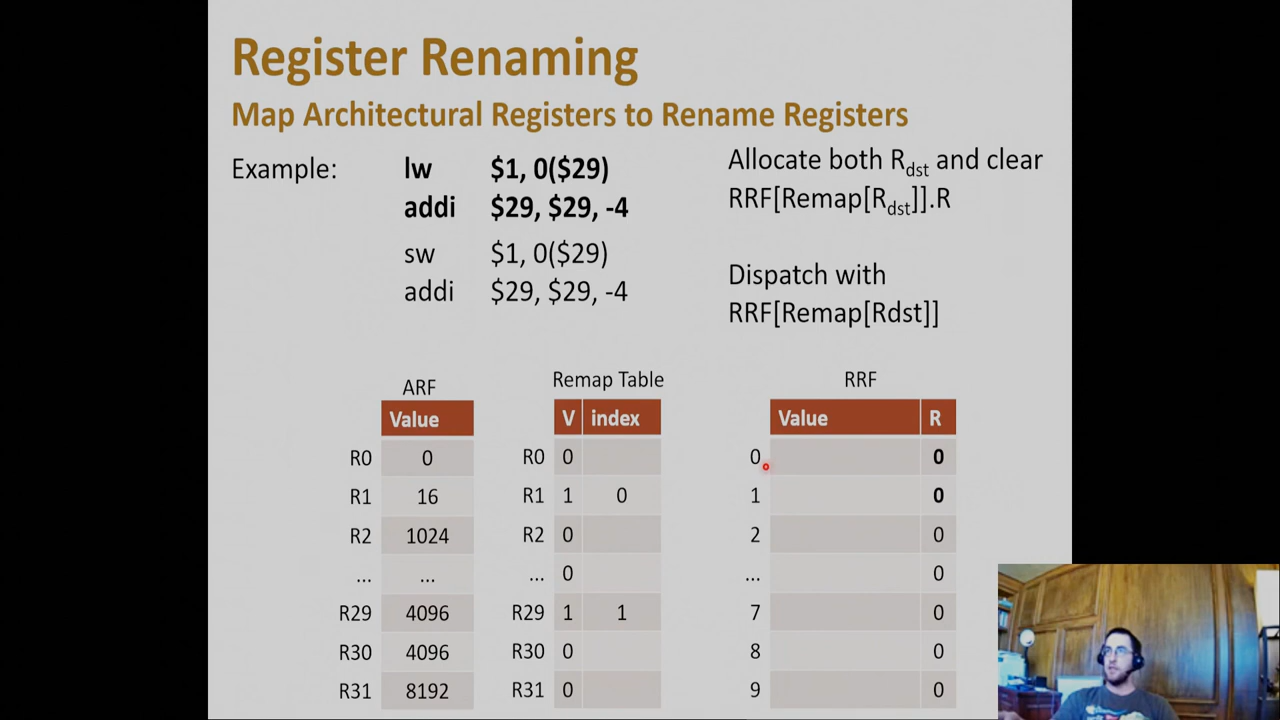 Register Renaming
Map Architectural Registers to Rename Registers
Example: lw $1, 0($29)
addi $29, $29, -4
sw $1, 0($29)
addi $29, $29, -4
Allocate both Rdst and clear
RRF[Remap[Rdst]].R
Dispatch with
RRF[Remap[Rdst]]
ARF
Value
R0 0
R1 16
R2 1024
... ...
R29 4096
R30 4096
R31 8192
Remap Table
V index
R0 0
R1 1 0
R2 0
... 0
R29 1 1
R30 0
R31 0
RRF
Value R
0 0
1 0
2 0
... 0
7 0
8 0
9 0